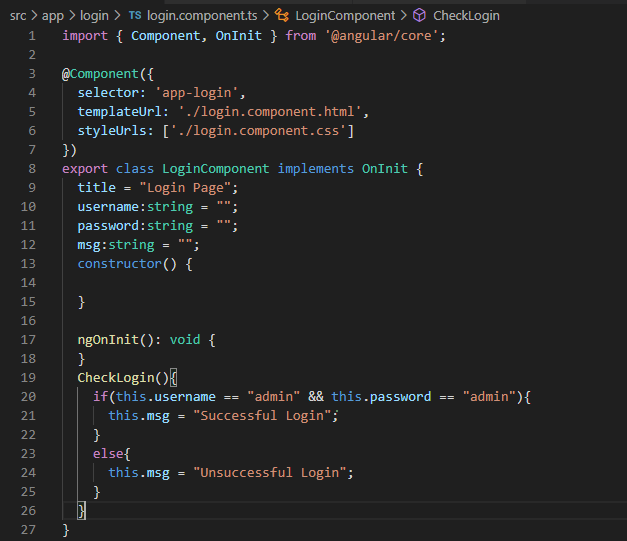 src > app > login > TS login.component.ts > LoginComponent > CheckLogin
1 import { Component, OnInit } from '@angular/core';
2
3 @Component({
4   selector: 'app-login',
5   templateUrl: './login.component.html',
6   styleUrls: ['./login.component.css']
7 })
8 export class LoginComponent implements OnInit {
9   title = "Login Page";
10   username:string = "";
11   password:string = "";
12   msg:string = "";
13   constructor() {
14
15   }
16
17   ngOnInit(): void {
18   }
19   CheckLogin(){
20     if(this.username == "admin" && this.password == "admin"){
21       this.msg = "Successful Login";
22     }
23     else{
24       this.msg = "Unsuccessful Login";
25     }
26   }
27 }